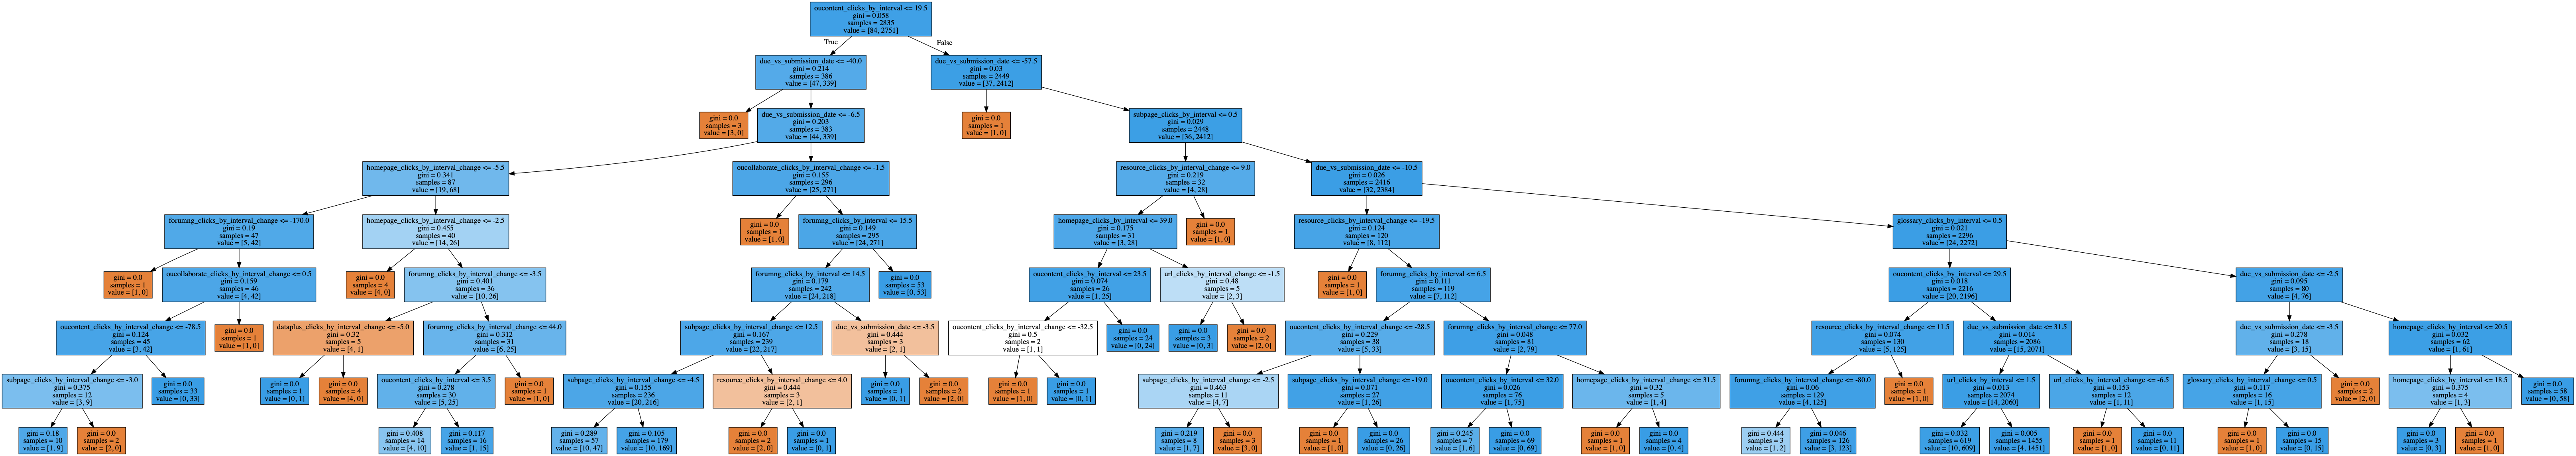 oucontent_clicks_by_interval <= 19.5
gini = 0.058
samples = 2835
value = [84, 2751]
True
False
due_vs_submission_date <= -40.0
gini = 0.214
samples = 386
value = [47, 339]
due_vs_submission_date <= -57.5
gini = 0.03
samples = 2449
value = [37, 2412]
gini = 0.0
samples = 3
value = [3, 0]
due_vs_submission_date <= -6.5
gini = 0.203
samples = 383
value = [44, 339]
gini = 0.0
samples = 1
value = [1, 0]
subpage_clicks_by_interval <= 0.5
gini = 0.029
samples = 2448
value = [36, 2412]
homepage_clicks_by_interval_change <= -5.5
gini = 0.341
samples = 87
value = [19, 68]
oucollaborate_clicks_by_interval_change <= -1.5
gini = 0.155
samples = 296
value = [25, 271]
resource_clicks_by_interval_change <= 9.0
gini = 0.219
samples = 32
value = [4, 28]
due_vs_submission_date <= -10.5
gini = 0.026
samples = 2416
value = [32, 2384]
forumng_clicks_by_interval_change <= -170.0
gini = 0.19
samples = 47
value = [5, 42]
homepage_clicks_by_interval_change <= -2.5
gini = 0.455
samples = 40
value = [14, 26]
gini = 0.0
samples = 1
value = [1, 0]
forumng_clicks_by_interval <= 15.5
gini = 0.149
samples = 295
value = [24, 271]
homepage_clicks_by_interval <= 39.0
gini = 0.175
samples = 31
value = [3, 28]
gini = 0.0
samples = 1
value = [1, 0]
resource_clicks_by_interval_change <= -19.5
gini = 0.124
samples = 120
value = [8, 112]
glossary_clicks_by_interval <= 0.5
gini = 0.021
samples = 2296
value = [24, 2272]
gini = 0.0
samples = 1
value = [1, 0]
oucollaborate_clicks_by_interval_change <= 0.5
gini = 0.159
samples = 46
value = [4, 42]
gini = 0.0
samples = 4
value = [4, 0]
forumng_clicks_by_interval_change <= -3.5
gini = 0.401
samples = 36
value = [10, 26]
forumng_clicks_by_interval <= 14.5
gini = 0.179
samples = 242
value = [24, 218]
gini = 0.0
samples = 53
value = [0, 53]
oucontent_clicks_by_interval <= 23.5
gini = 0.074
samples = 26
value = [1, 25]
url_clicks_by_interval_change <= -1.5
gini = 0.48
samples = 5
value = [2, 3]
gini = 0.0
samples = 1
value = [1, 0]
forumng_clicks_by_interval <= 6.5
gini = 0.111
samples = 119
value = [7, 112]
oucontent_clicks_by_interval <= 29.5
gini = 0.018
samples = 2216
value = [20, 2196]
due_vs_submission_date <= -2.5
gini = 0.095
samples = 80
value = [4, 76]
oucontent_clicks_by_interval_change <= -78.5
gini = 0.124
samples = 45
value = [3, 42]
gini = 0.0
samples = 1
value = [1, 0]
dataplus_clicks_by_interval_change <= -5.0
gini = 0.32
samples = 5
value = [4, 1]
forumng_clicks_by_interval_change <= 44.0
gini = 0.312
samples = 31
value = [6, 25]
subpage_clicks_by_interval_change <= 12.5
gini = 0.167
samples = 239
value = [22, 217]
due_vs_submission_date <= -3.5
gini = 0.444
samples = 3
value = [2, 1]
oucontent_clicks_by_interval_change <= -32.5
gini = 0.5
samples = 2
value = [1, 1]
gini = 0.0
samples = 24
value = [0, 24]
gini = 0.0
samples = 3
value = [0, 3]
gini = 0.0
samples = 2
value = [2, 0]
oucontent_clicks_by_interval_change <= -28.5
gini = 0.229
samples = 38
value = [5, 33]
forumng_clicks_by_interval_change <= 77.0
gini = 0.048
samples = 81
value = [2, 79]
resource_clicks_by_interval <= 11.5
gini = 0.074
samples = 130
value = [5, 125]
due_vs_submission_date <= 31.5
gini = 0.014
samples = 2086
value = [15, 2071]
due_vs_submission_date <= -3.5
gini = 0.278
samples = 18
value = [3, 15]
homepage_clicks_by_interval <= 20.5
gini = 0.032
samples = 62
value = [1, 61]
subpage_clicks_by_interval_change <= -3.0
gini = 0.375
samples = 12
value = [3, 9]
gini = 0.0
samples = 33
value = [0, 33]
gini = 0.0
samples = 1
value = [0, 1]
gini = 0.0
samples = 4
value = [4, 0]
oucontent_clicks_by_interval <= 3.5
gini = 0.278
samples = 30
value = [5, 25]
gini = 0.0
samples = 1
value = [1, 0]
subpage_clicks_by_interval_change <= -4.5
gini = 0.155
samples = 236
value = [20, 216]
resource_clicks_by_interval_change <= 4.0
gini = 0.444
samples = 3
value = [2, 1]
gini = 0.0
samples = 1
value = [0, 1]
gini = 0.0
samples = 2
value = [2, 0]
gini = 0.0
samples = 1
value = [1, 0]
gini = 0.0
samples = 1
value = [0, 1]
subpage_clicks_by_interval_change <= -2.5
gini = 0.463
samples = 11
value = [4, 7]
subpage_clicks_by_interval_change <= -19.0
gini = 0.071
samples = 27
value = [1, 26]
oucontent_clicks_by_interval <= 32.0
gini = 0.026
samples = 76
value = [1, 75]
homepage_clicks_by_interval_change <= 31.5
gini = 0.32
samples = 5
value = [1, 4]
forumng_clicks_by_interval_change <= -80.0
gini = 0.06
samples = 129
value = [4, 125]
gini = 0.0
samples = 1
value = [1, 0]
url_clicks_by_interval <= 1.5
gini = 0.013
samples = 2074
value = [14, 2060]
url_clicks_by_interval_change <= -6.5
gini = 0.153
samples = 12
value = [1, 11]
glossary_clicks_by_interval_change <= 0.5
gini = 0.117
samples = 16
value = [1, 15]
gini = 0.0
samples = 2
value = [2, 0]
homepage_clicks_by_interval <= 18.5
gini = 0.375
samples = 4
value = [1, 3]
gini = 0.0
samples = 58
value = [0, 58]
gini = 0.18
samples = 10
value = [1, 9]
gini = 0.0
samples = 2
value = [2, 0]
gini = 0.408
samples = 14
value = [4, 10]
gini = 0.117
samples = 16
value = [1, 15]
gini = 0.289
samples = 57
value = [10, 47]
gini = 0.105
samples = 179
value = [10, 169]
gini = 0.0
samples = 2
value = [2, 0]
gini = 0.0
samples = 1
value = [0, 1]
gini = 0.219
samples = 8
value = [1, 7]
gini = 0.0
samples = 3
value = [3, 0]
gini = 0.0
samples = 1
value = [1, 0]
gini = 0.0
samples = 26
value = [0, 26]
gini = 0.245
samples = 7
value = [1, 6]
gini = 0.0
samples = 69
value = [0, 69]
gini = 0.0
samples = 1
value = [1, 0]
gini = 0.0
samples = 4
value = [0, 4]
gini = 0.444
samples = 3
value = [1, 2]
gini = 0.046
samples = 126
value = [3, 123]
gini = 0.032
samples = 619
value = [10, 609]
gini = 0.005
samples = 1455
value = [4, 1451]
gini = 0.0
samples = 1
value = [1, 0]
gini = 0.0
samples = 11
value = [0, 11]
gini = 0.0
samples = 1
value = [1, 0]
gini = 0.0
samples = 15
value = [0, 15]
gini = 0.0
samples = 3
value = [0, 3]
gini = 0.0
samples = 1
value = [1, 0]